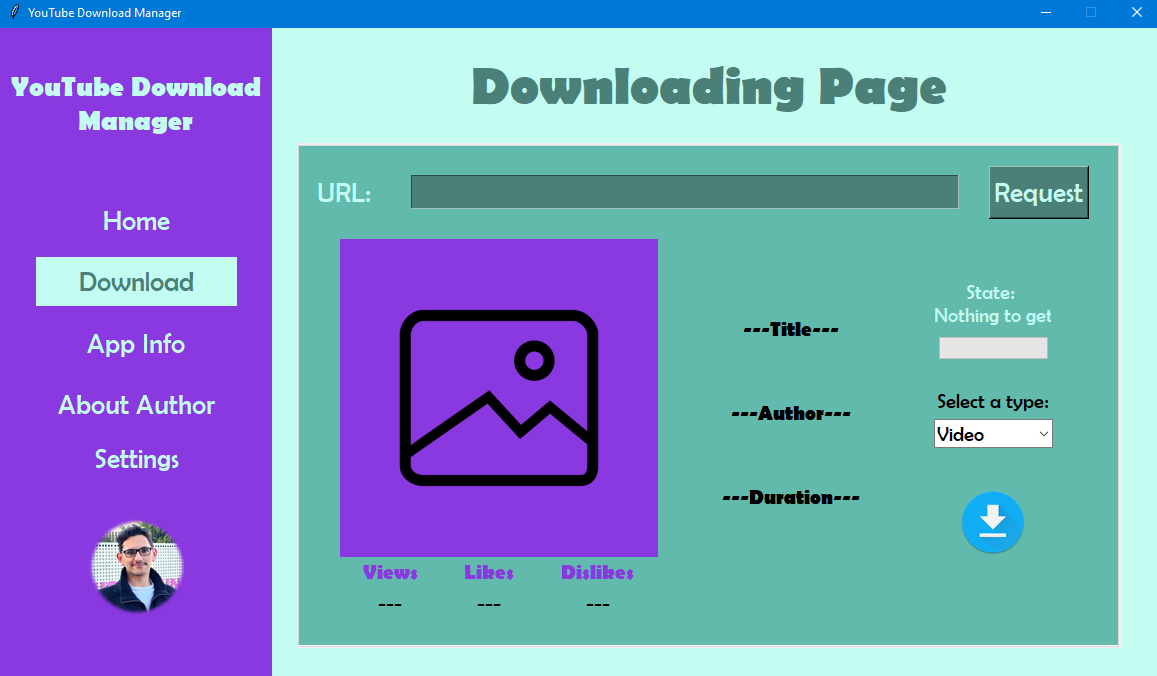 YouTube Download Manager
YouTube Download
Manager
Home
Download
App Info
About Author
Settings
Downloading Page
URL:
Request
---Title---
---Author---
---Duration---
State:
Nothing to get
Select a type:
Video
Views Likes Dislikes
--- --- ---